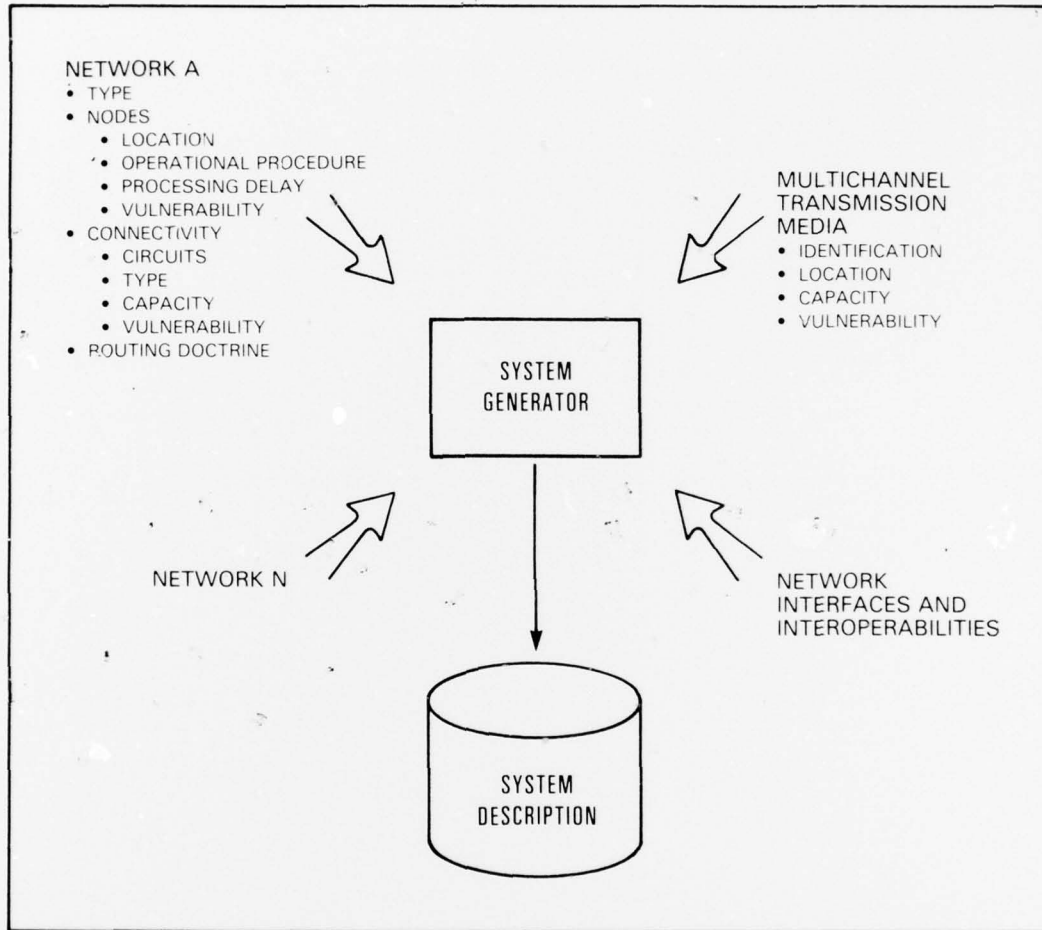 NETWORK A
• TYPE
• NODES
• LOCATION
• OPERATIONAL PROCEDURE
• PROCESSING DELAY
• VULNERABILITY
• CONNECTIVITY
• CIRCUITS
• TYPE
• CAPACITY
• VULNERABILITY
• ROUTING DOCTRINE
MULTICHANNEL
TRANSMISSION
MEDIA
• IDENTIFICATION
• LOCATION
• CAPACITY
• VULNERABILITY
SYSTEM
GENERATOR
NETWORK N
NETWORK
INTERFACES AND
INTEROPERABILITIES
SYSTEM
DESCRIPTION